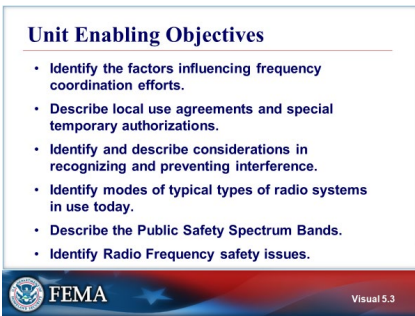 Unit Enabling Objectives
• Identify the factors influencing frequency
coordination efforts.
• Describe local use agreements and special
temporary authorizations.
• Identify and describe considerations in
recognizing and preventing interference.
• Identify modes of typical types of radio systems
in use today.
• Describe the Public Safety Spectrum Bands.
• Identify Radio Frequency safety issues.
FEMA
Visual 5.3